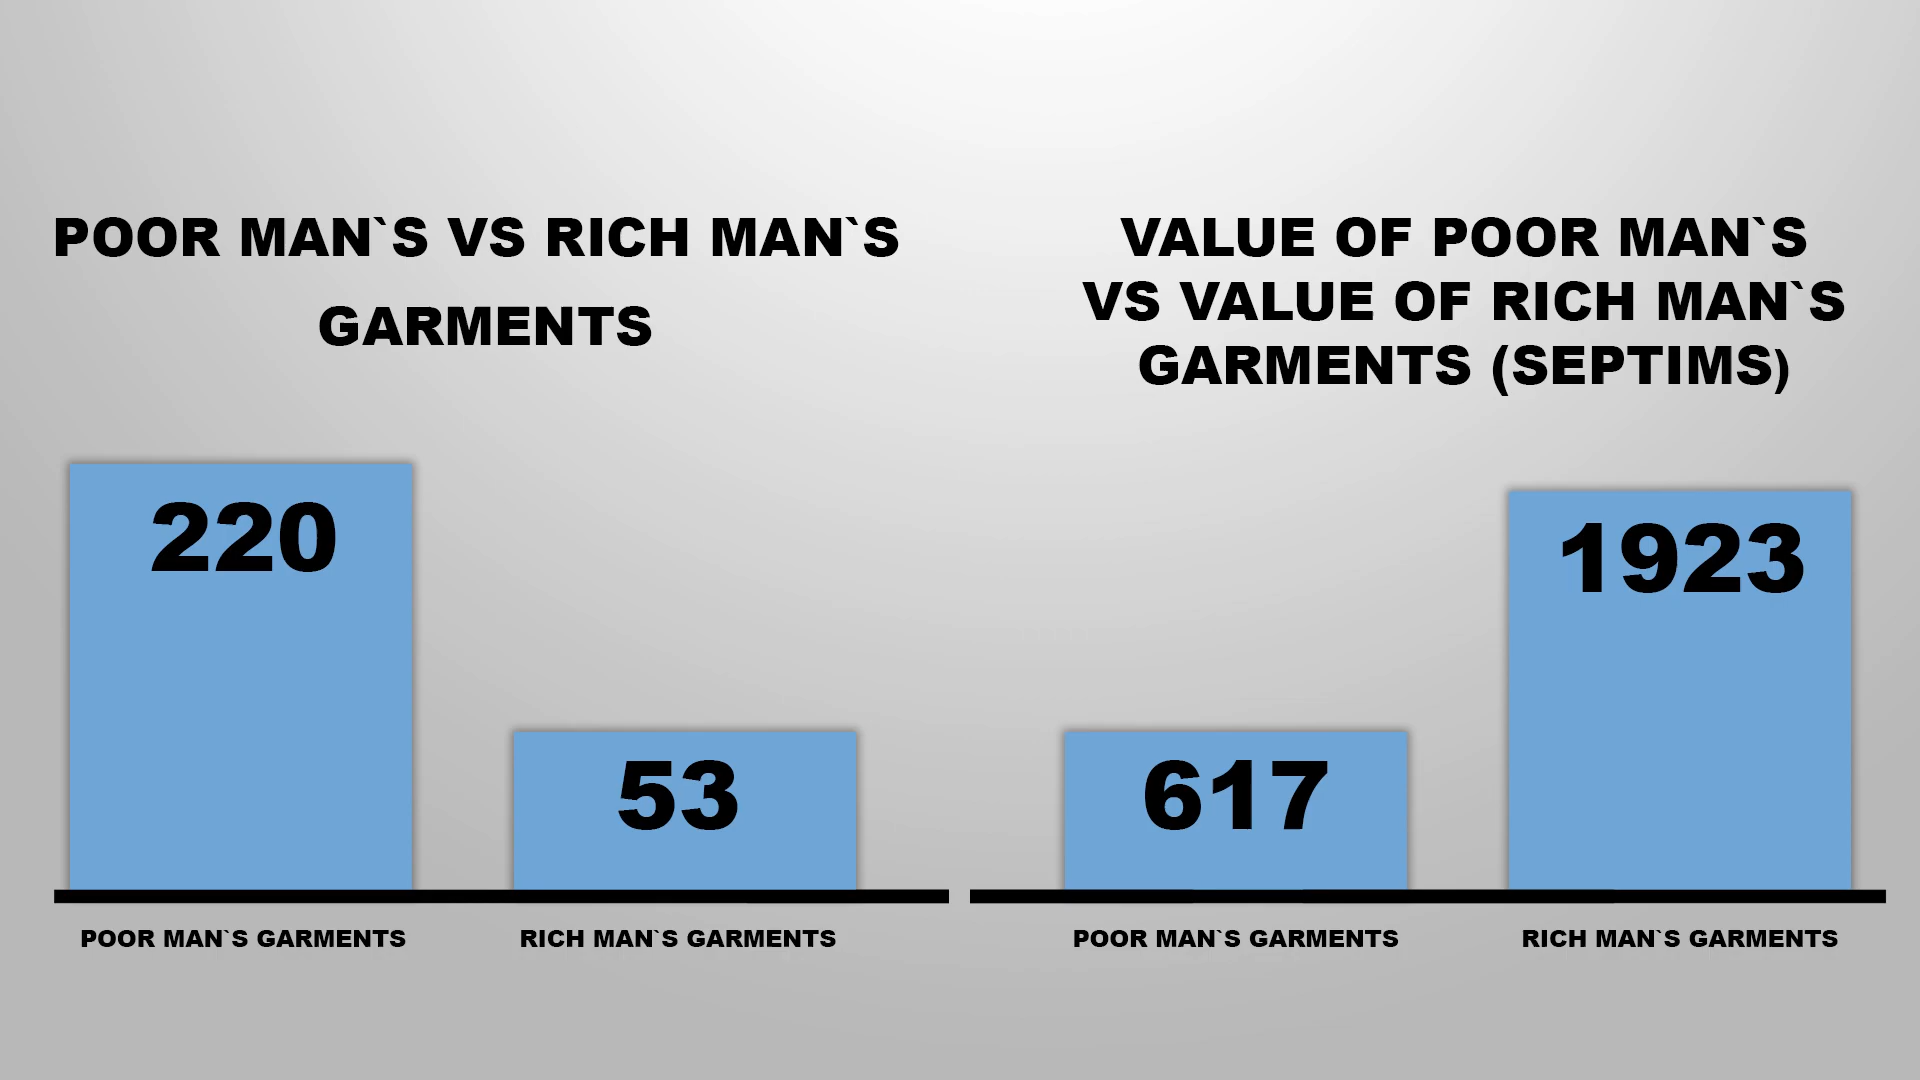 POOR MAN`S VS RICH MAN`S
GARMENTS
220
53
POOR MAN`S GARMENTS
RICH MAN`S GARMENTS
VALUE OF POOR MAN`S
VS VALUE OF RICH MAN`S
GARMENTS (SEPTIMS)
617
1923
POOR MAN`S GARMENTS
RICH MAN`S GARMENTS